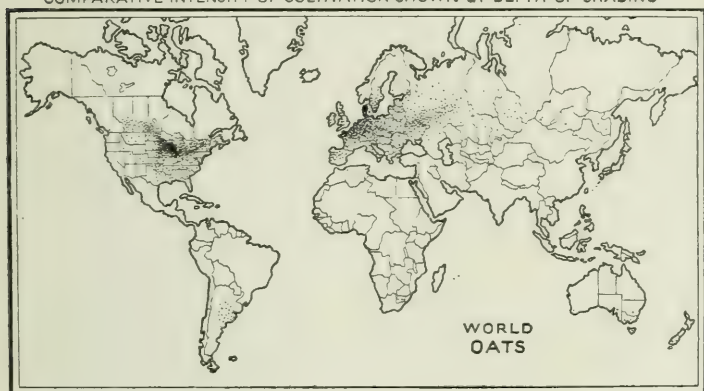 COMPARATIVE INTENSITY OF CULTIVATION SHOWN BY DEPTH OF SHADING
WORLD
OATS